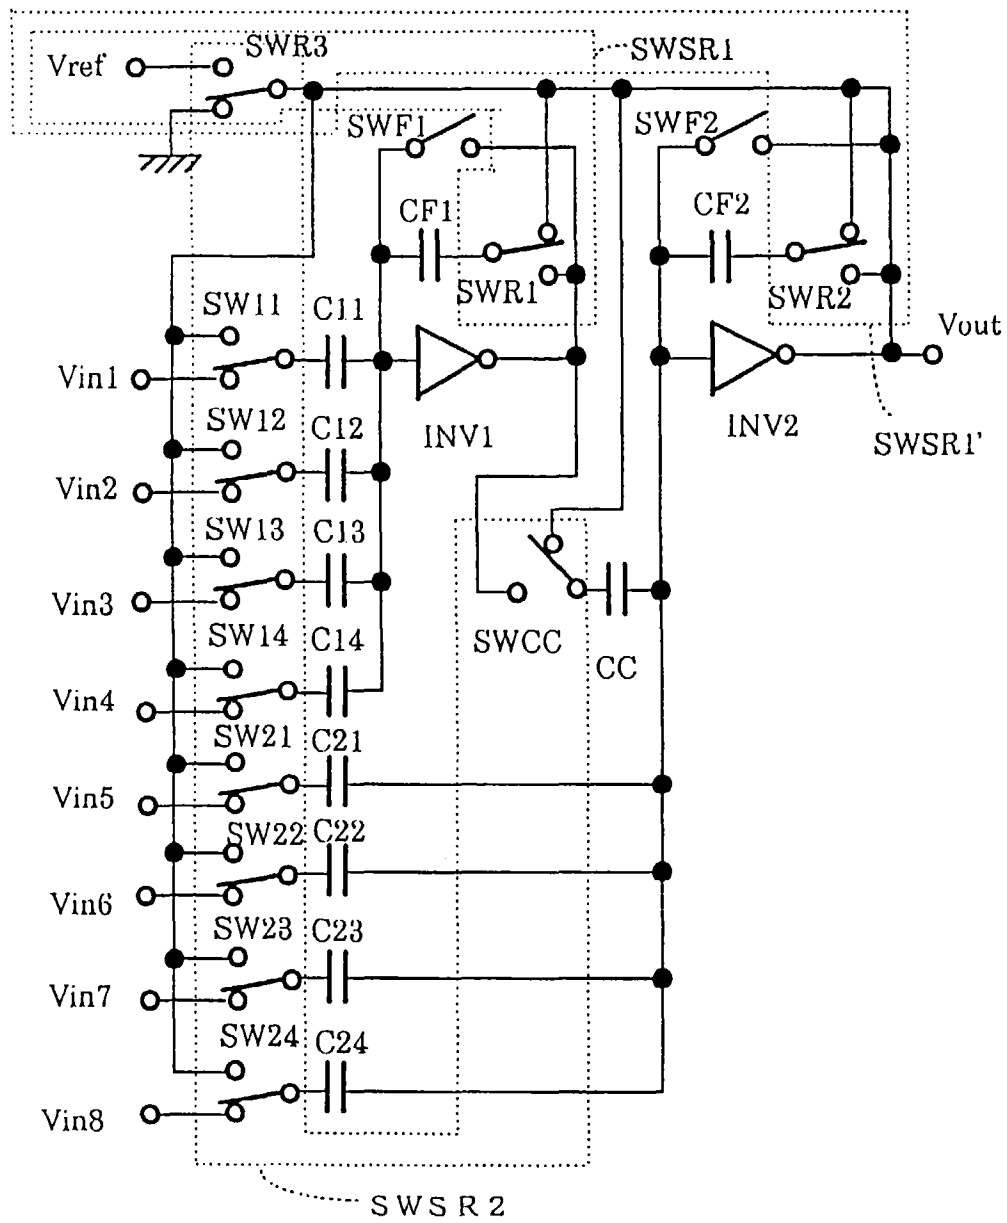 SWR3
SWSR1
Vref
SWF1
SWF2
CF1
CF2
SWR1
SWR2
SW11
C11
Vout
Vin1
INV1
INV2
SW12
C12
SWSR1'
Vin2
SW13
C13
Vin3
SW14
C14
SWCC
CC
Vin4
SW21
C21
Vin5
SW22
C22
Vin6
SW23
C23
Vin7
SW24
C24
Vin8
SWSR2